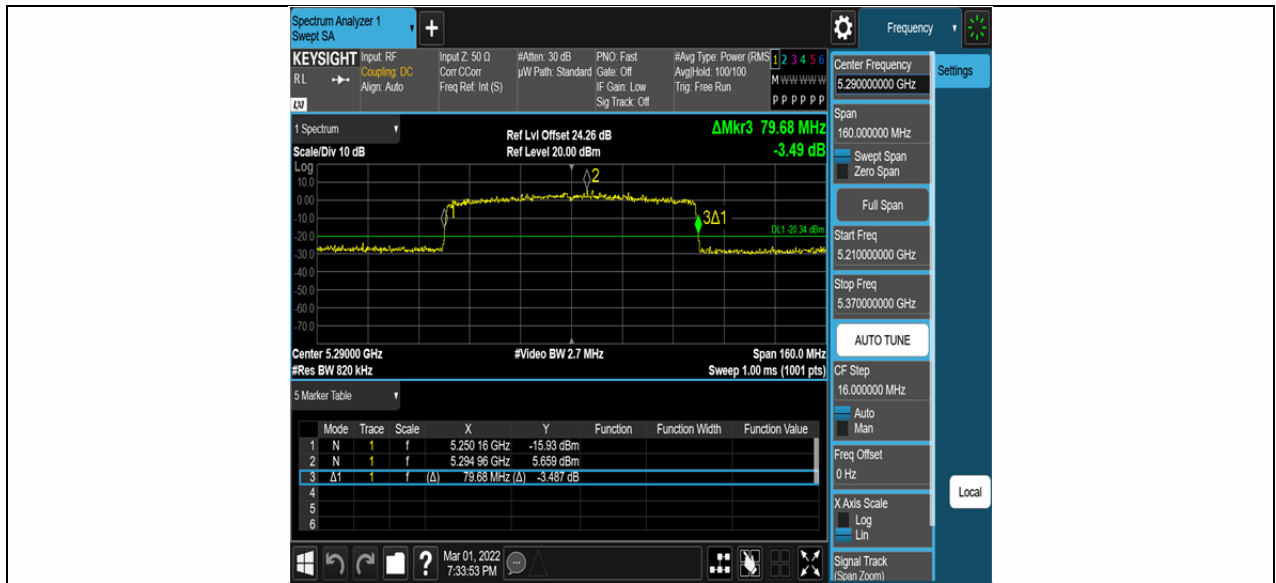 Spectrum Analyzer 1
Swept SA
+
Frequency
KEYSIGHT Input: RF Input Z: 50 Ω #Atten: 30 dB PNO: Fast #Avg Type: Power (RMS 1 2 3 4 5 6
RL Coupling: DC Corr CCorr µW Path: Standard Gate: Off Avg|Hold: 100/100 M W W W W W
Align: Auto Freq Ref: Int (S) IF Gain: Low Trig: Free Run
LXI Sig Track: Off P P P P P P
1 Spectrum
Ref Lvl Offset 24.26 dB ΔMkr3 79.68 MHz
Scale/Div 10 dB Ref Level 20.00 dBm -3.49 dB
Log
10.0
0.00
-10.0
-20.0
-30.0
-40.0
-50.0
-60.0
-70.0
1
2
3Δ1
DL1 -20.34 dBm
Center 5.29000 GHz #Video BW 2.7 MHz Span 160.0 MHz
#Res BW 820 kHz Sweep 1.00 ms (1001 pts)
5 Marker Table
Mode Trace Scale X Y Function Function Width Function Value
1 N 1 f 5.250 16 GHz -15.93 dBm
2 N 1 f 5.294 96 GHz 5.659 dBm
3 Δ1 1 f (Δ) 79.68 MHz (Δ) -3.487 dB
4
5
6
?
Mar 01, 2022
7:33:53 PM
Center Frequency
5.290000000 GHz
Settings
Span
160.000000 MHz
Swept Span
Zero Span
Full Span
Start Freq
5.210000000 GHz
Stop Freq
5.370000000 GHz
AUTO TUNE
CF Step
16.000000 MHz
Auto
Man
Freq Offset
0 Hz
Local
X Axis Scale
Log
Lin
Signal Track
(Span Zoom)